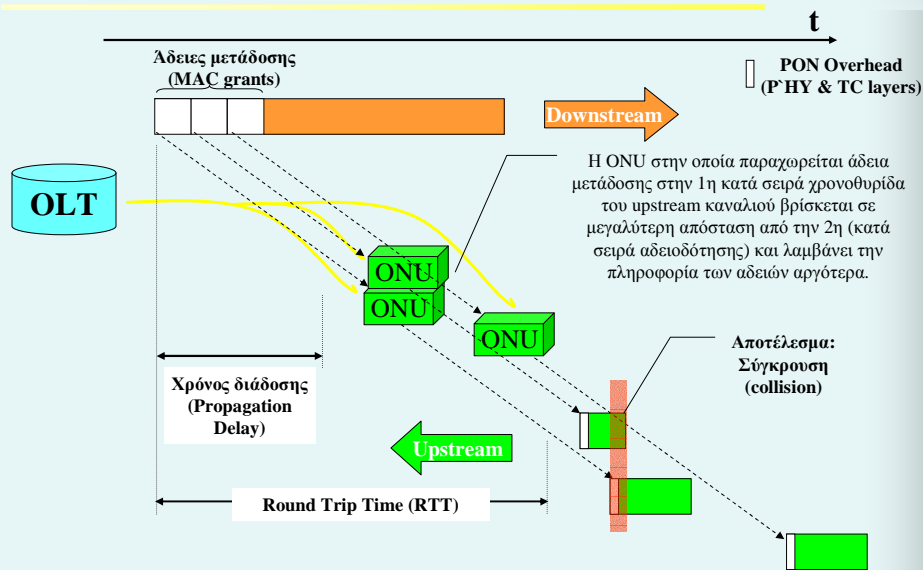 t
Άδειες μετάδοσης
(MAC grants)
PON Overhead
(P`HY & TC layers)
Downstream
Η ONU στην οποία παραχωρείται άδεια
μετάδοσης στην 1η κατά σειρά χρονοθυρίδα
του upstream καναλιού βρίσκεται σε
μεγαλύτερη απόσταση από την 2η (κατά
σειρά αδειοδότησης) και λαμβάνει την
πληροφορία των αδειών αργότερα.
OLT
ONU
ONU
ONU
Αποτέλεσμα:
Σύγκρουση
(collision)
Χρόνος διάδοσης
(Propagation
Delay)
Upstream
Round Trip Time (RTT)